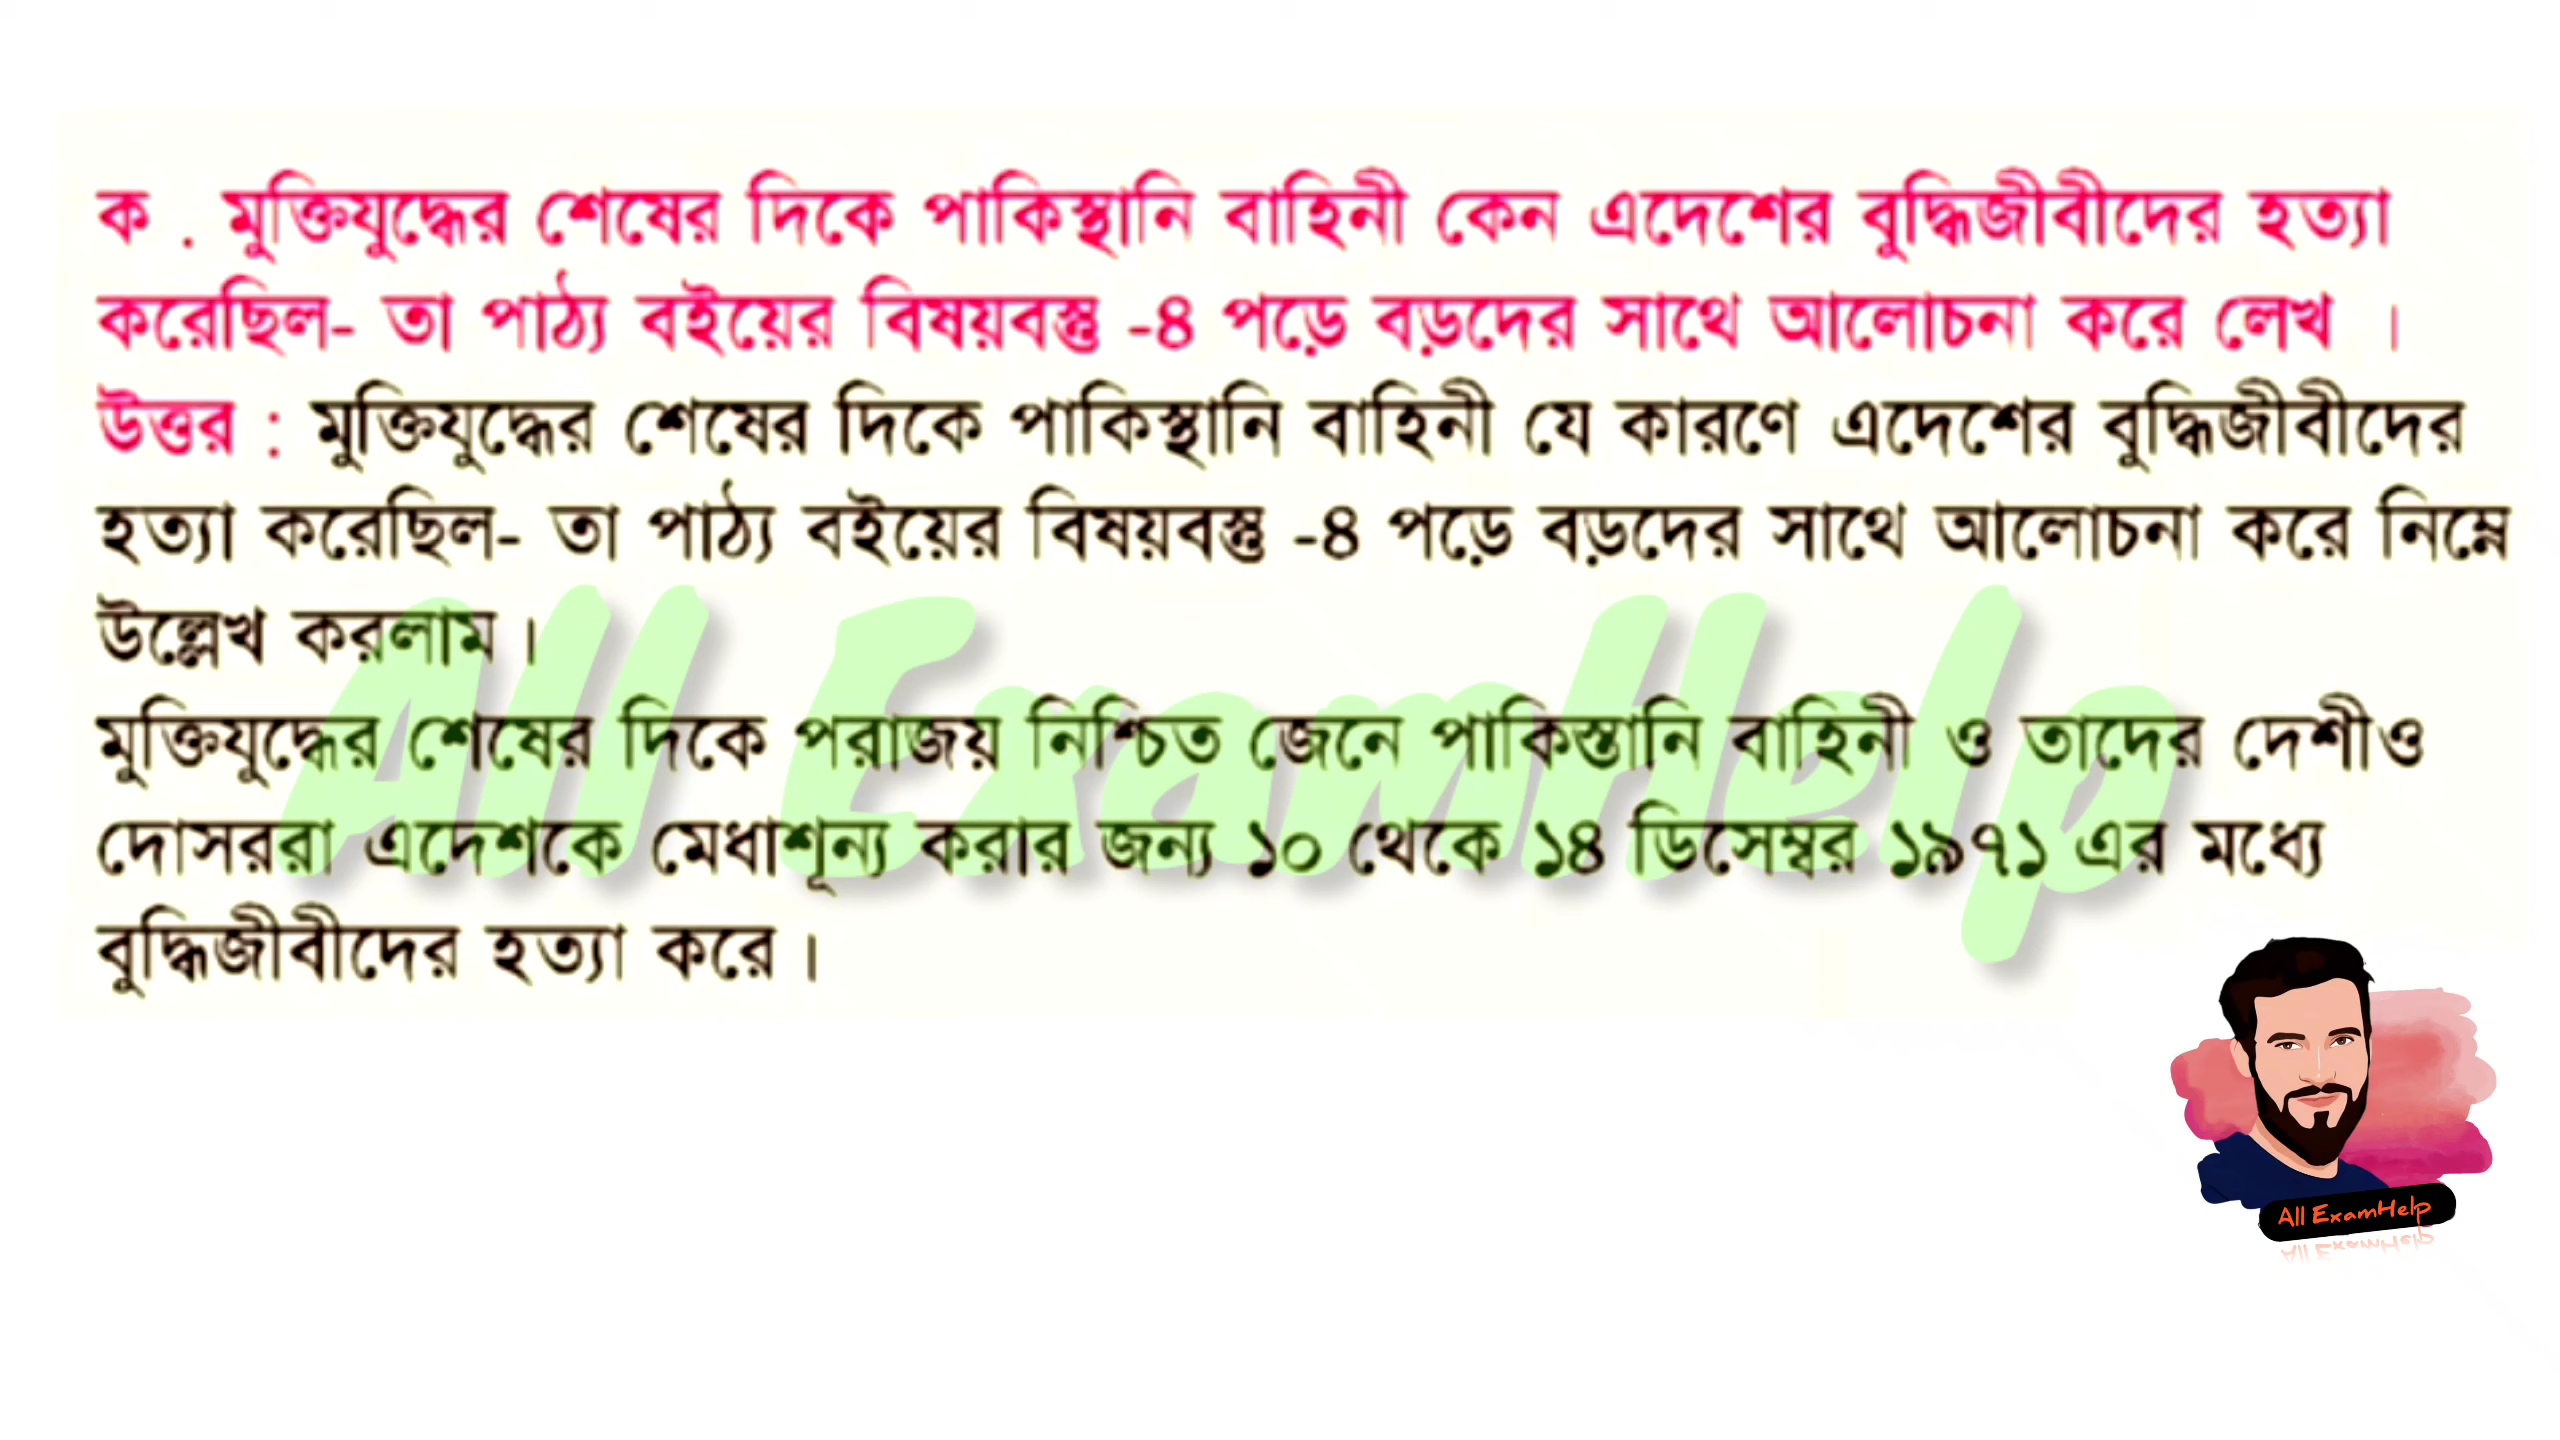 ক . মুক্তিযুদ্ধের শেষের দিকে পাকিস্থানি বাহিনী কেন এদেশের বুদ্ধিজীবীদের হত্যা
করেছিল- তা পাঠ্য বইয়ের বিষয়বস্তু -৪ পড়ে বড়দের সাথে আলোচনা করে লেখ ।
উত্তর : মুক্তিযুদ্ধের শেষের দিকে পাকিস্থানি বাহিনী যে কারণে এদেশের বুদ্ধিজীবীদের
হত্যা করেছিল- তা পাঠ্য বইয়ের বিষয়বস্তু -৪ পড়ে বড়দের সাথে আলোচনা করে নিম্নে
উল্লেখ করলাম ।
মুক্তিযুদ্ধের শেষের দিকে পরাজয় নিশ্চিত জেনে পাকিস্তানি বাহিনী ও তাদের দেশীও
দোসররা এদেশকে মেধাশূন্য করার জন্য ১০ থেকে ১৪ ডিসেম্বর ১৯৭১ এর মধ্যে
বুদ্ধিজীবীদের হত্যা করে ।
All ExamHelp
All ExamHelp
All ExamHelp